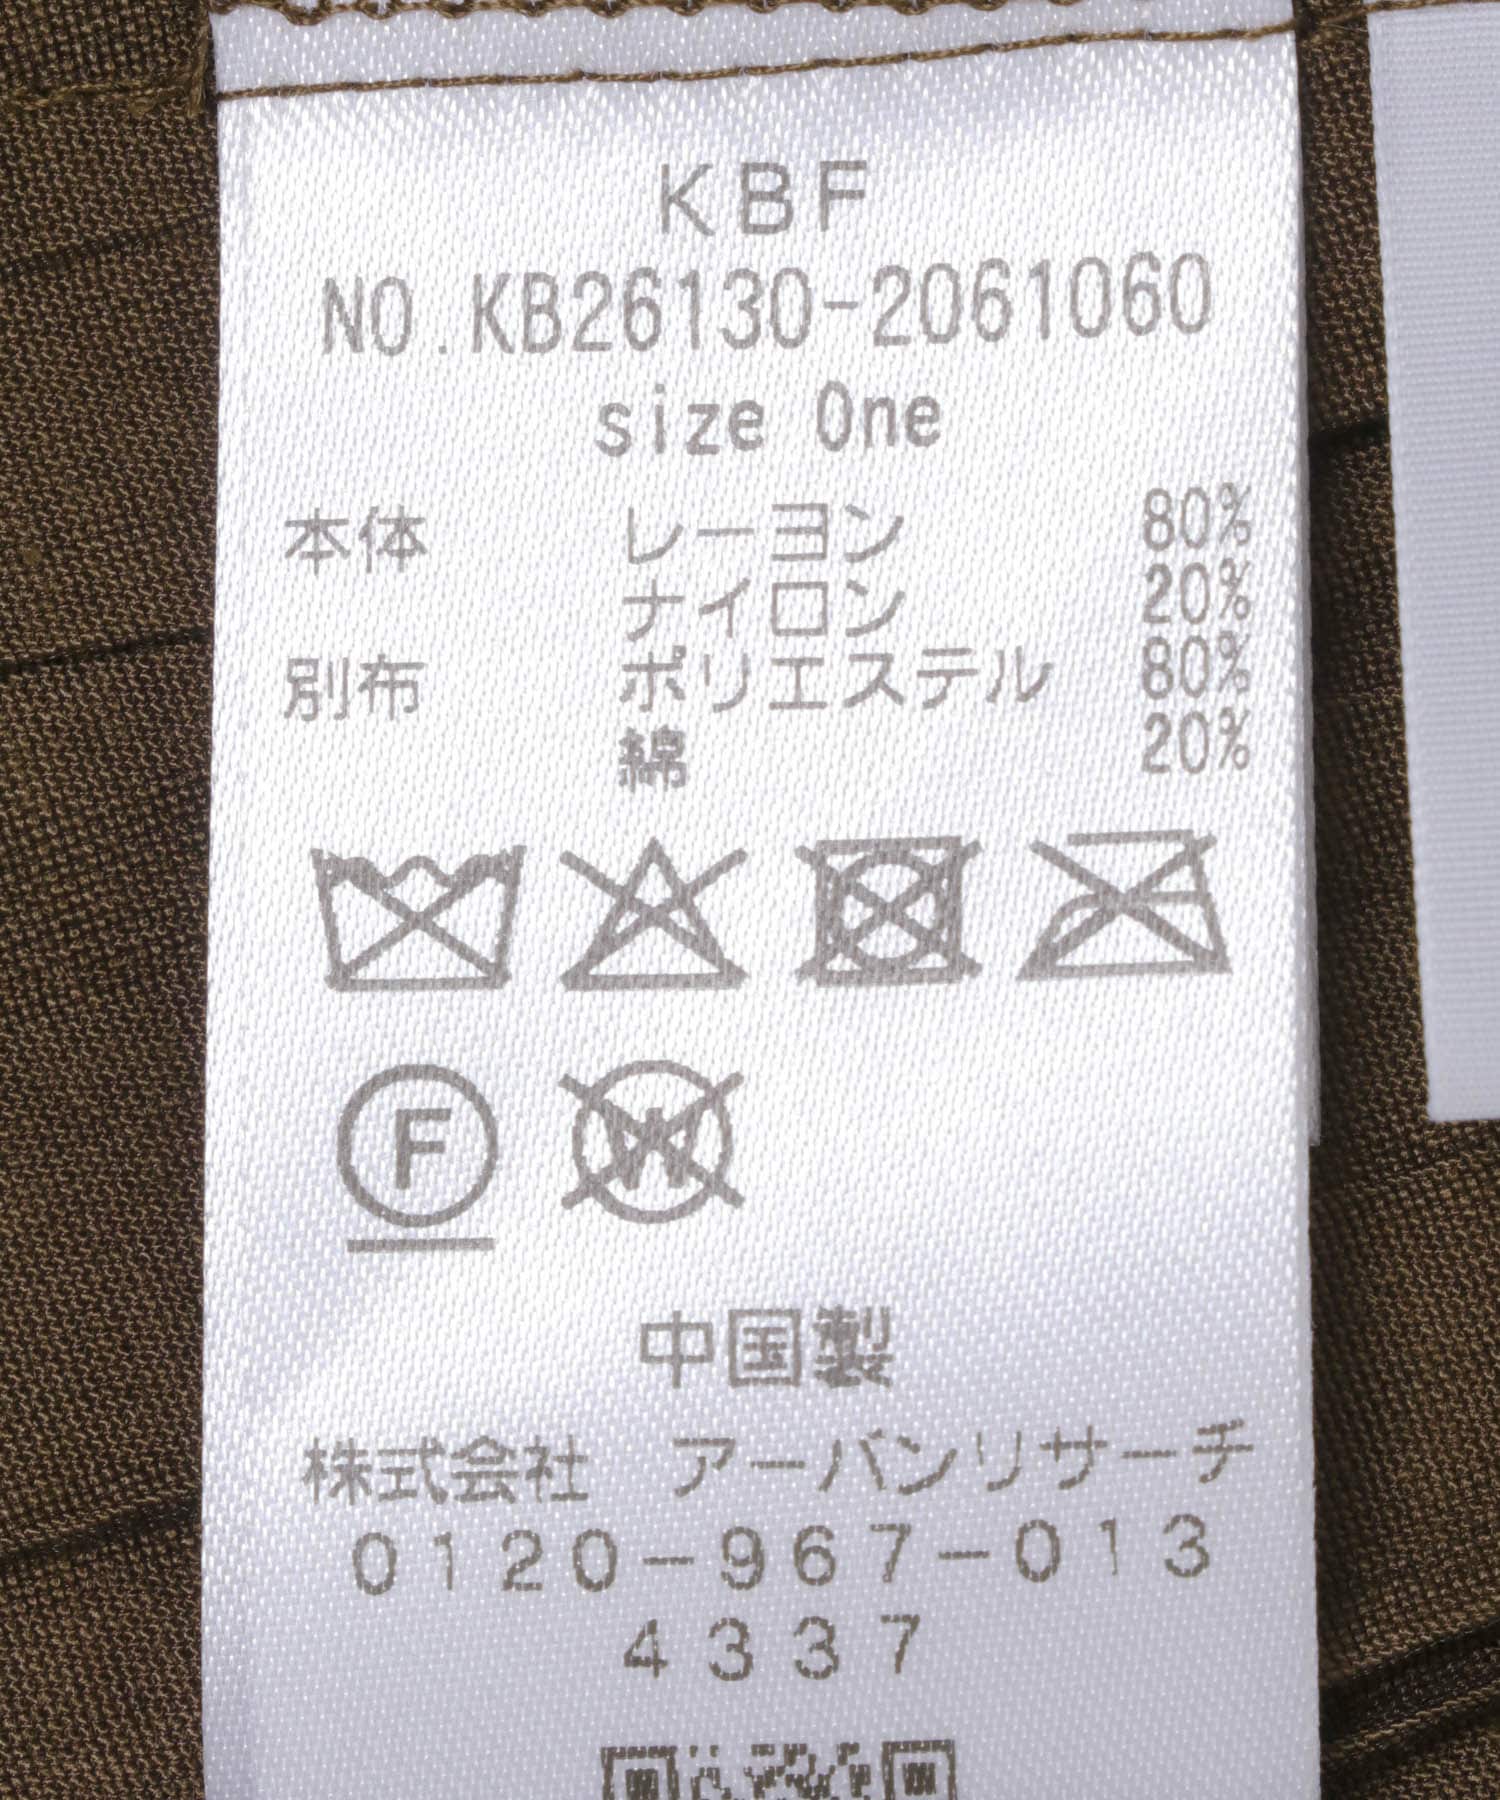 KBF
NO.KB26130-2061060
size One
本体 レーヨン 80%
ナイロン 20%
別布 ポリエステル 80%
綿 20%
F
W
中国製
株式会社 アーバンリサーチ
0120-967-013
4337